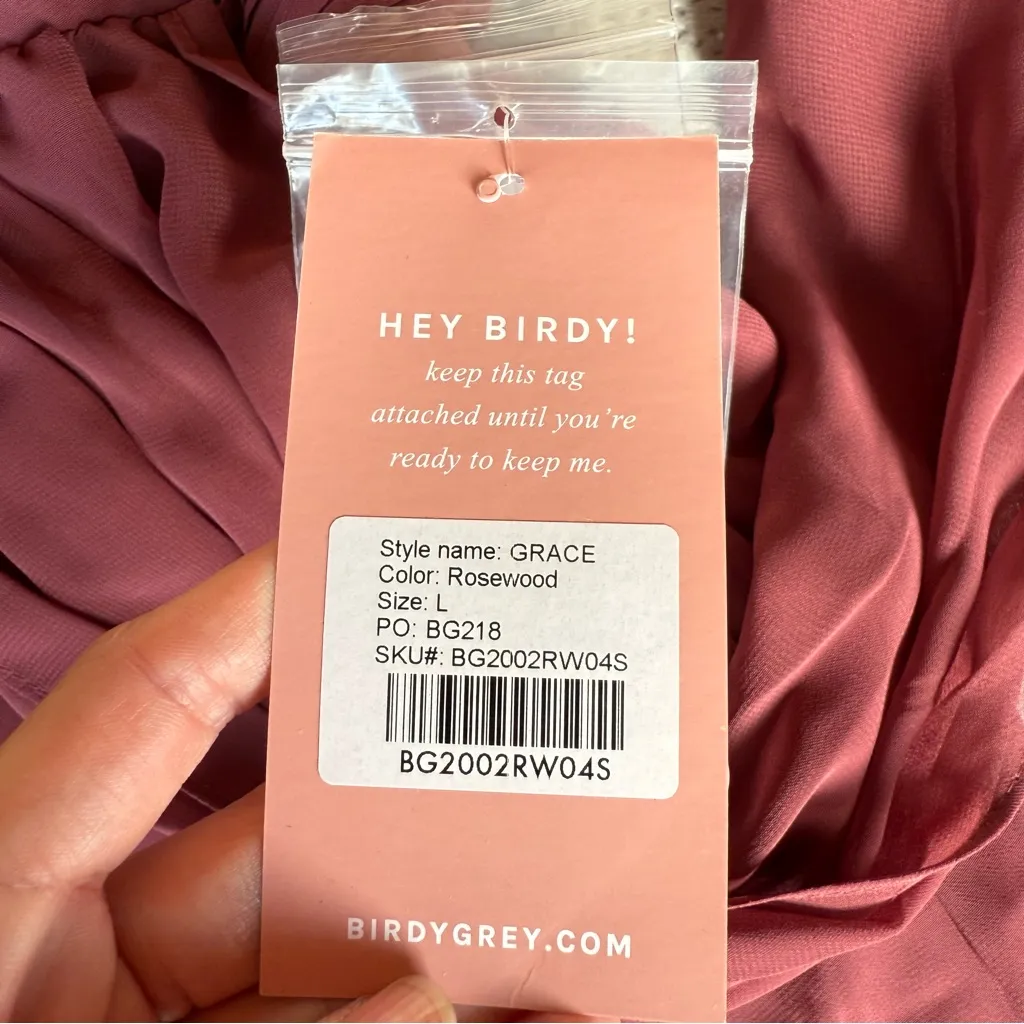 HEY BIRDY!
keep this tag
attached until you're
ready to keep me.
Style name: GRACE
Color: Rosewood
Size: L
PO: BG218
SKU#: BG2002RW04S
BG2002RW04S
BIRDYGREY.COM